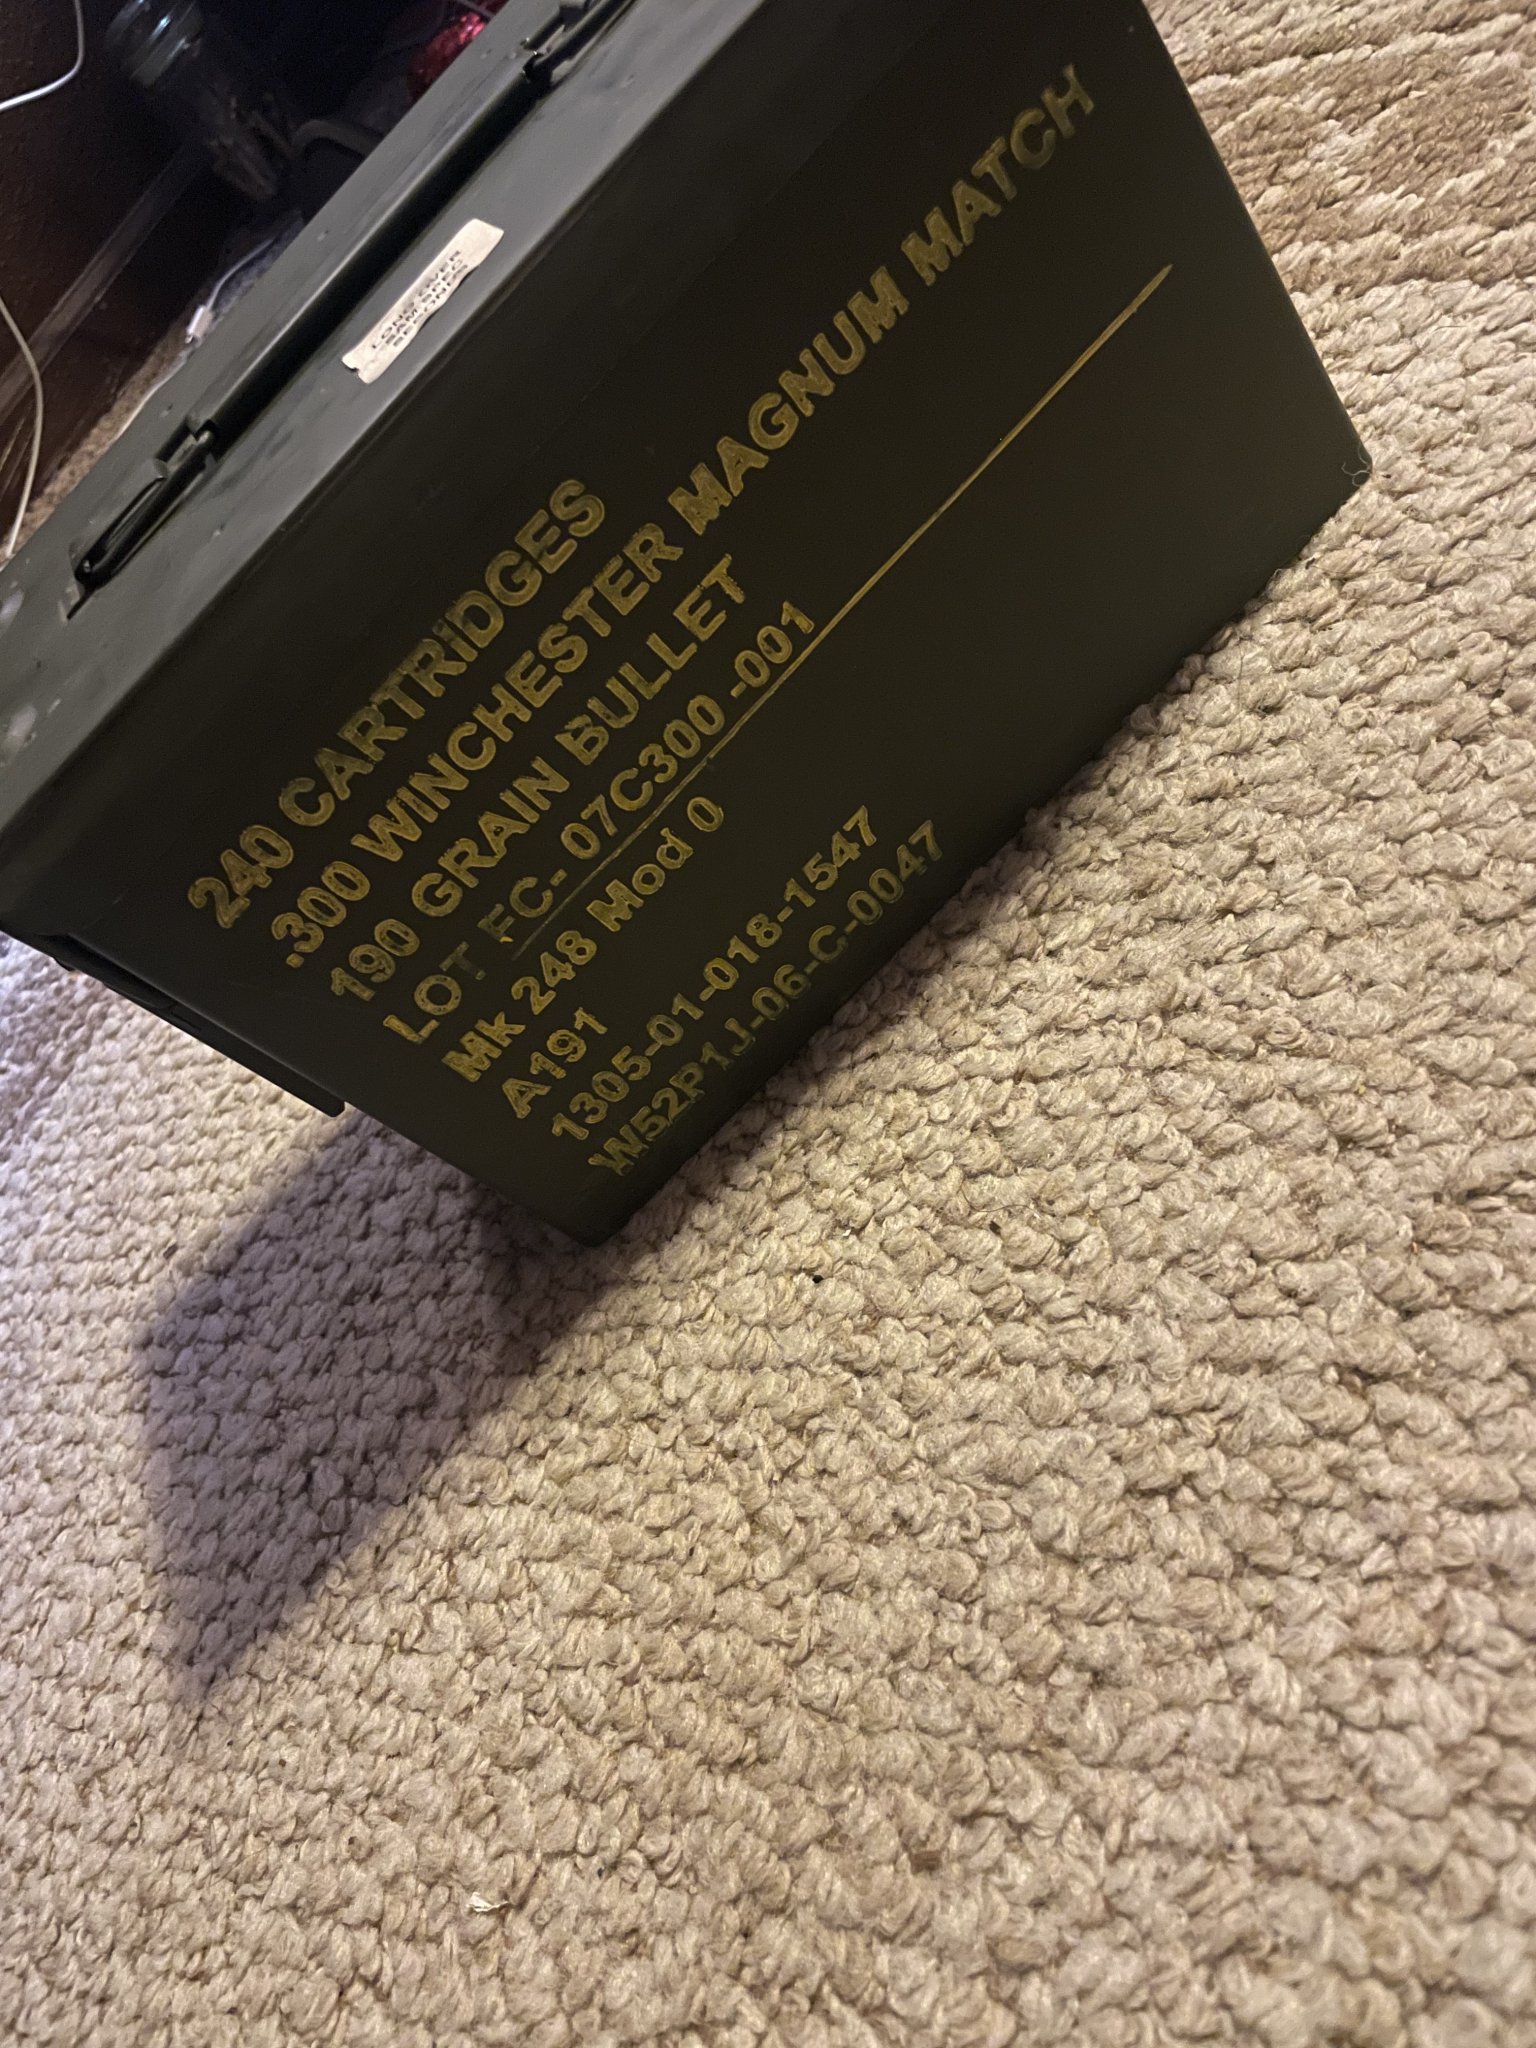 240 CARTRIDGES
.300 WINCHESTER MAGNUM MATCH
190 GRAIN BULLET
LOT FC- 07C300 -001
Mk 248 Mod 0
A191
1305-01-018-1547
W52P1J-06-C-0047